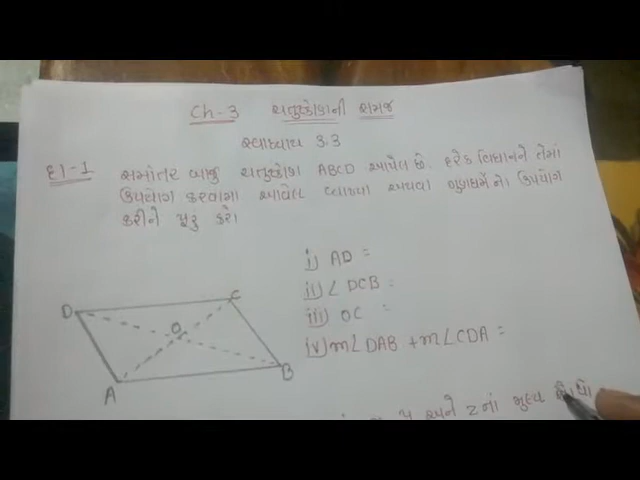 Ch-3 ચતુષ્કોણની સમજ
સ્વાધ્યાય 3.3
દા-1 સમાંતર બાજુ ચતુષ્કોણ ABCD આપેલ છે. દરેક વિધાનને તેમાં
ઉપયોગ કરવામા આવેલ વ્યાખ્યા અથવા ગુણધર્મનો ઉપયોગ
કરીને પૂરુ કરો
i) AD =
ii) ∠ DCB =
iii) OC =
iv) m∠DAB + m∠CDA =
D
C
O
A
B
y અને z નાં મુલ્ય